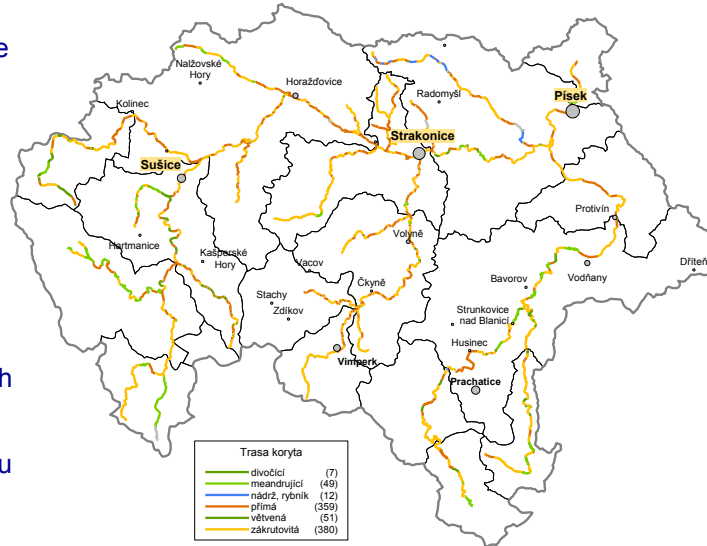 e
Nalžovské
Hory
Horažďovice
Radomyšl
Písek
Kolinec
Strakonice
Sušice
Protivín
Volyně
Hartmanice
Kašperské
Hory
Vacov
Vodňany
Dříteň
Čkyně
Bavorov
Stachy
Zdíkov
Strunkovice
nad Blanicí
Husinec
Vimperk
Prachatice
h
u
Trasa koryta
divočící (7)
meandrující (49)
nádrž, rybník (12)
přímá (359)
větvená (51)
zákrutovitá (380)